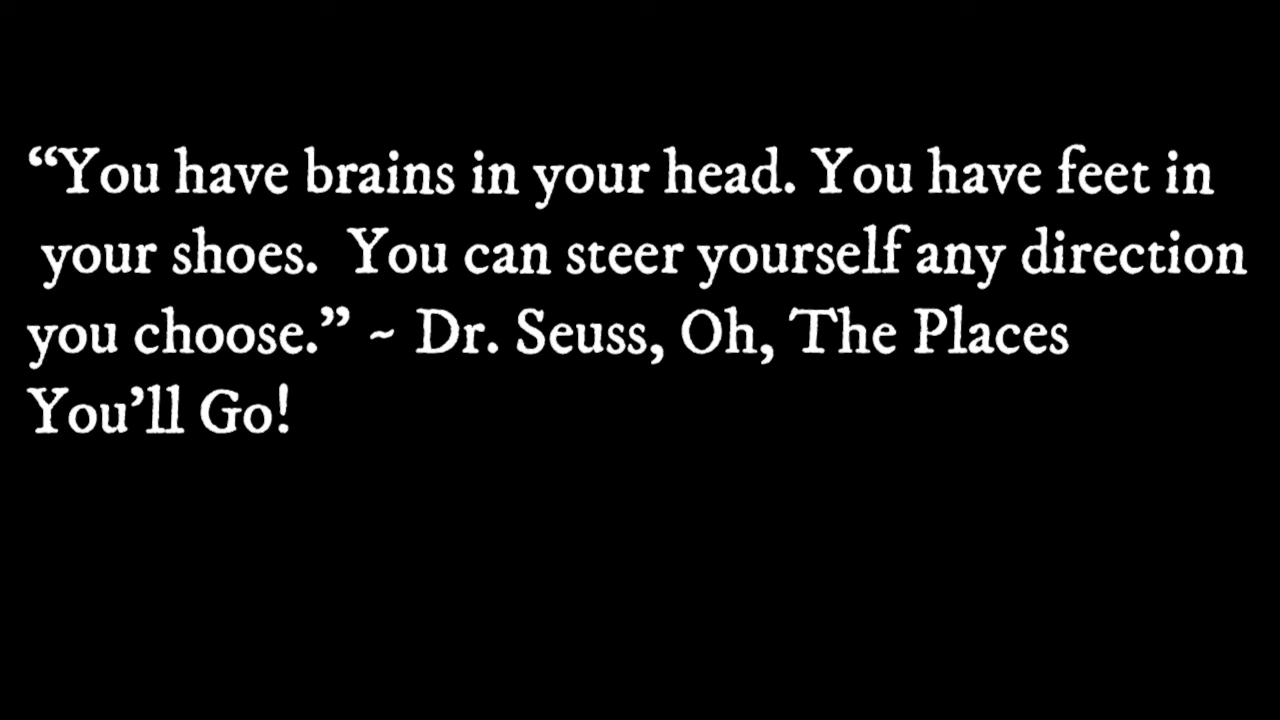 “You have brains in your head. You have feet in
your shoes.  You can steer yourself any direction
you choose.” ~ Dr. Seuss, Oh, The Places
You’ll Go!